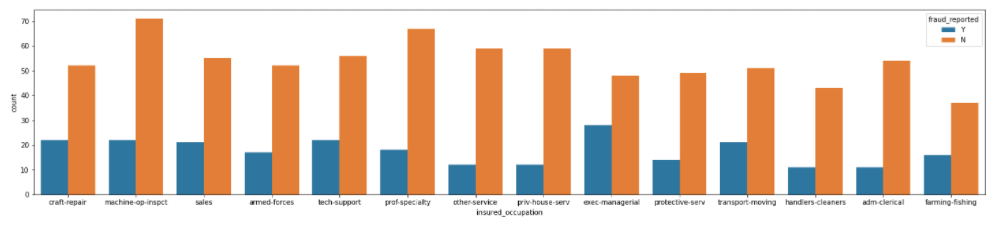 70
60
50
40
30
20
10
0
count
fraud_reported
Y
N
craft-repair machine-op-inspct sales armed-forces tech-support prof-specialty other-service priv-house-serv exec-managerial protective-serv transport-moving handlers-cleaners adm-clerical farming-fishing
insured_occupation